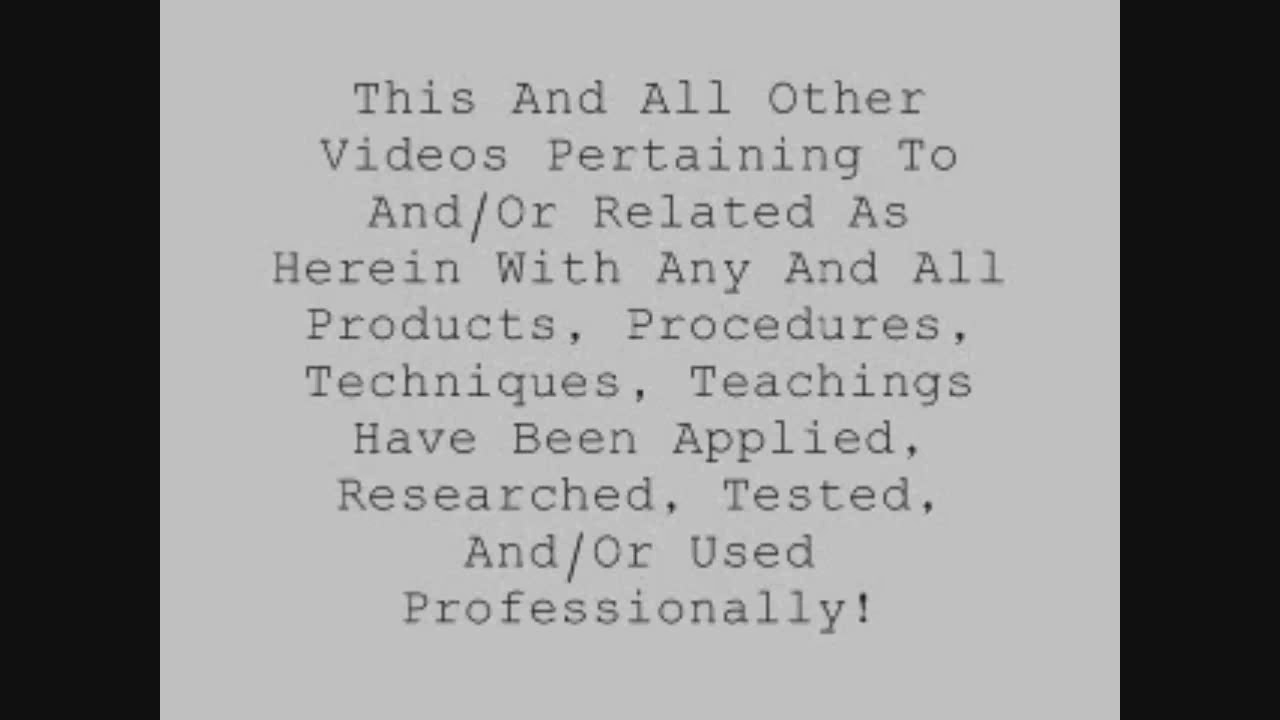 This And All Other
Videos Pertaining To
And/Or Related As
Herein With Any And All
Products, Procedures,
Techniques, Teachings
Have Been Applied,
Researched, Tested,
And/Or Used
Professionally!